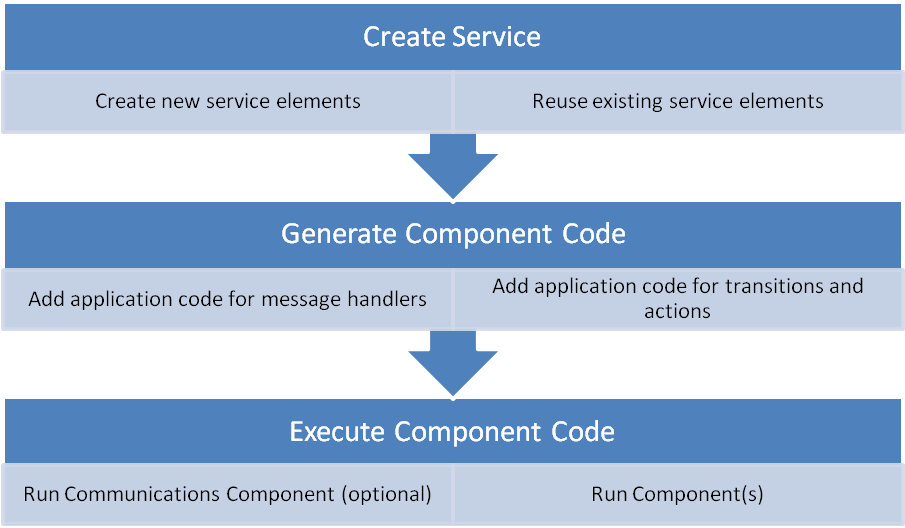 Create Service
Create new service elements
Reuse existing service elements
Generate Component Code
Add application code for message handlers
Add application code for transitions and
actions
Execute Component Code
Run Communications Component (optional)
Run Component(s)